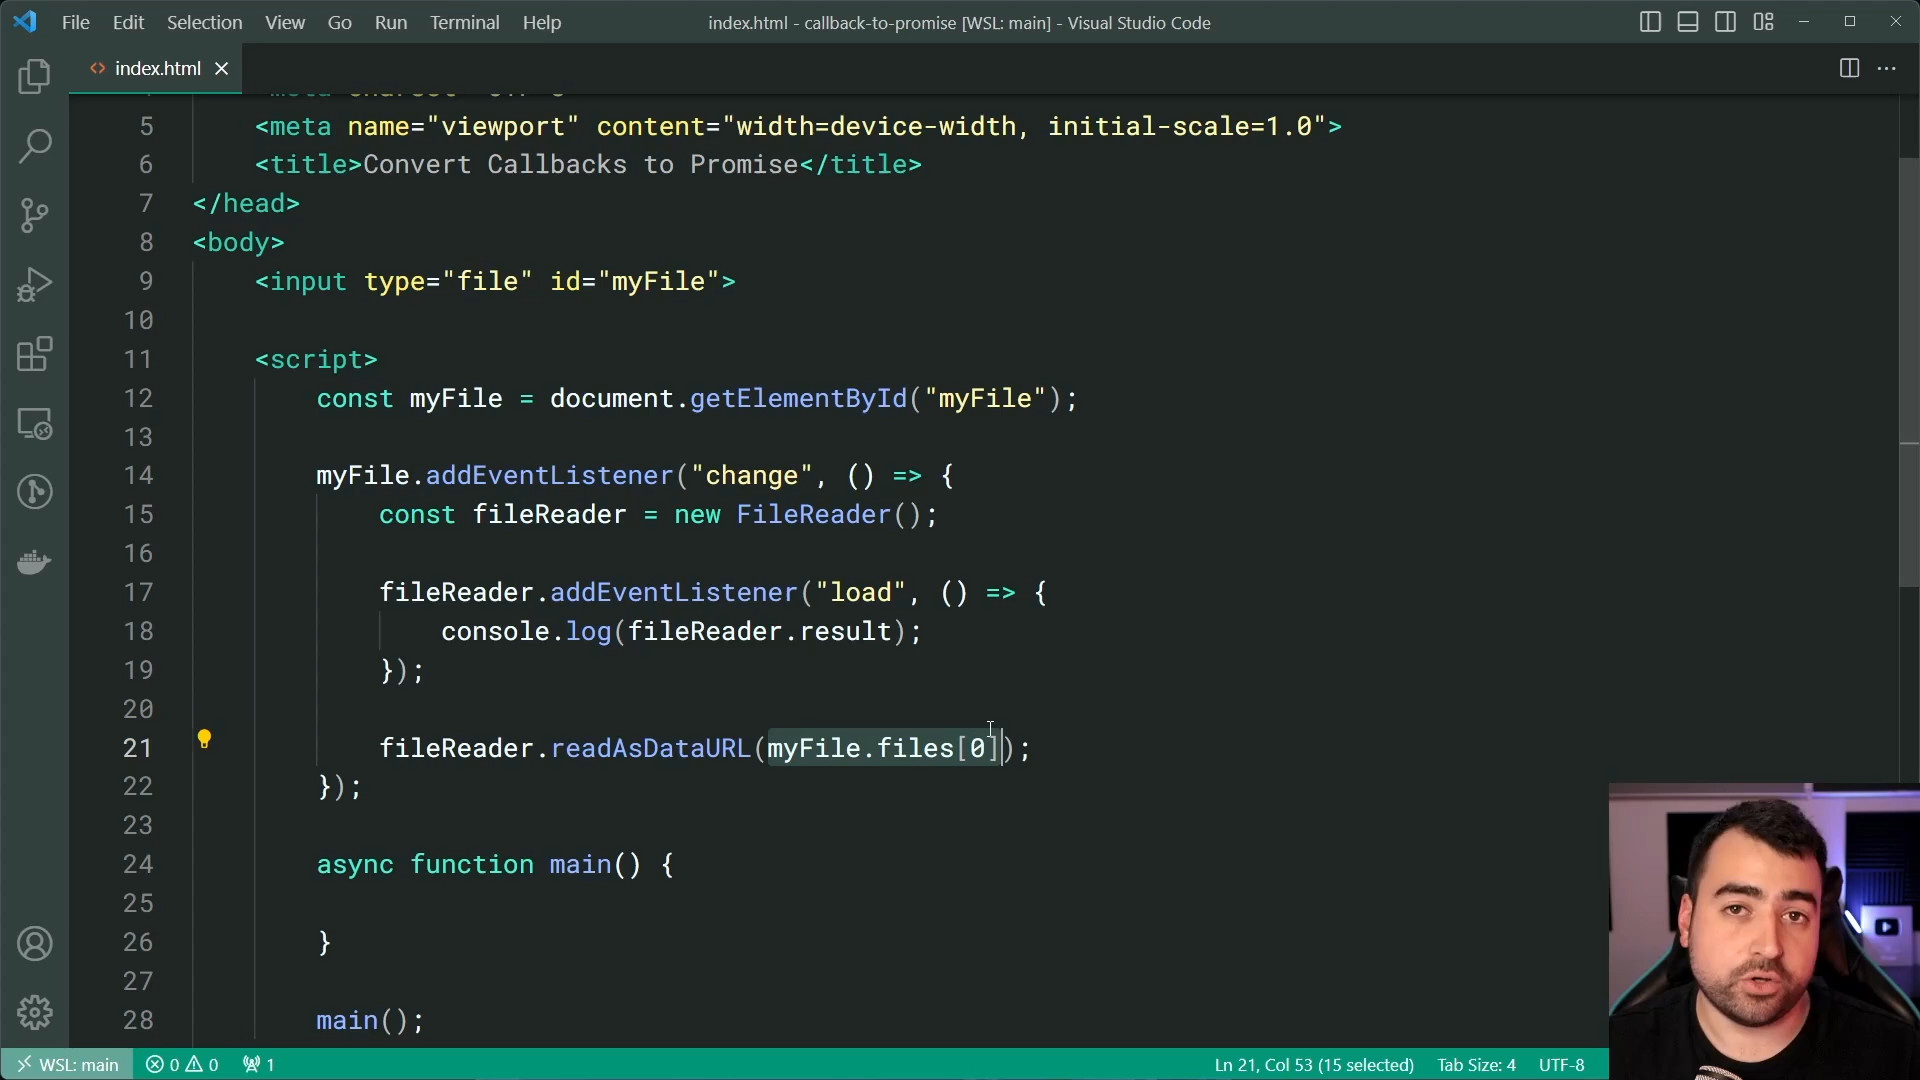 File Edit Selection View Go Run Terminal Help
index.html - callback-to-promise [WSL: main] - Visual Studio Code
index.html
5 <meta name="viewport" content="width=device-width, initial-scale=1.0">
6 <title>Convert Callbacks to Promise</title>
7 </head>
8 <body>
9 <input type="file" id="myFile">
10
11 <script>
12 const myFile = document.getElementById("myFile");
13
14 myFile.addEventListener("change", () => {
15 const fileReader = new FileReader();
16
17 fileReader.addEventListener("load", () => {
18 console.log(fileReader.result);
19 });
20
21 fileReader.readAsDataURL(myFile.files[0]);
22 });
23
24 async function main() {
25
26 }
27
28 main();
WSL: main 0 0 1 Ln 21, Col 53 (15 selected) Tab Size: 4 UTF-8